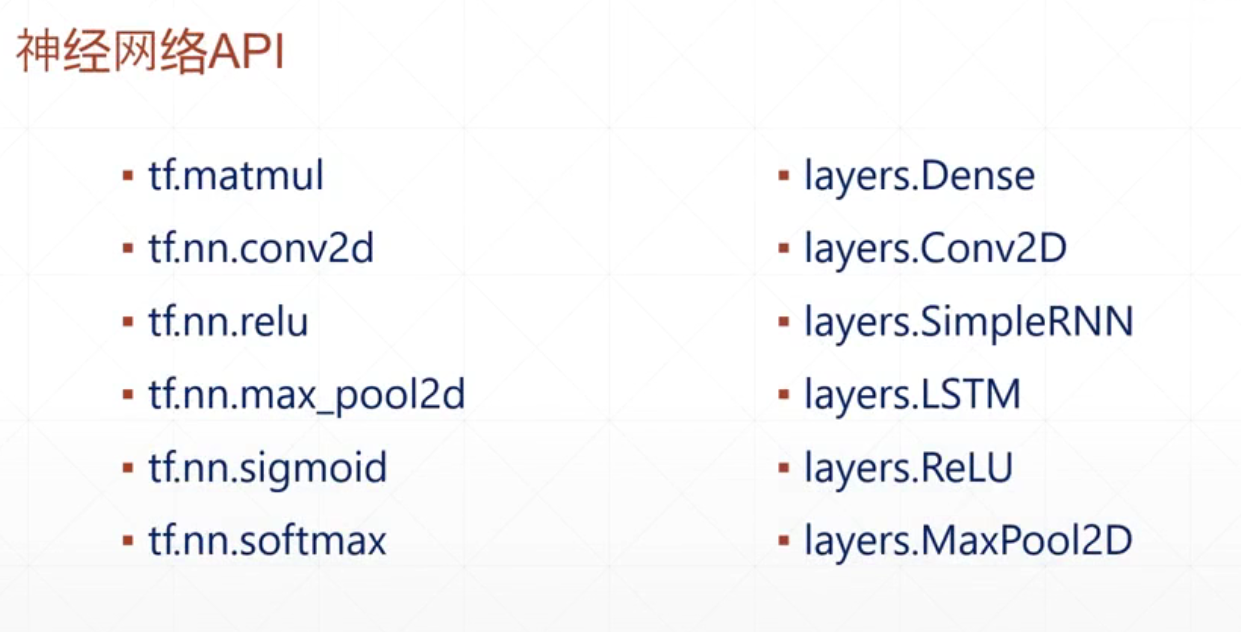 神经网络API
▪ tf.matmul
▪ tf.nn.conv2d
▪ tf.nn.relu
▪ tf.nn.max_pool2d
▪ tf.nn.sigmoid
▪ tf.nn.softmax
▪ layers.Dense
▪ layers.Conv2D
▪ layers.SimpleRNN
▪ layers.LSTM
▪ layers.ReLU
▪ layers.MaxPool2D